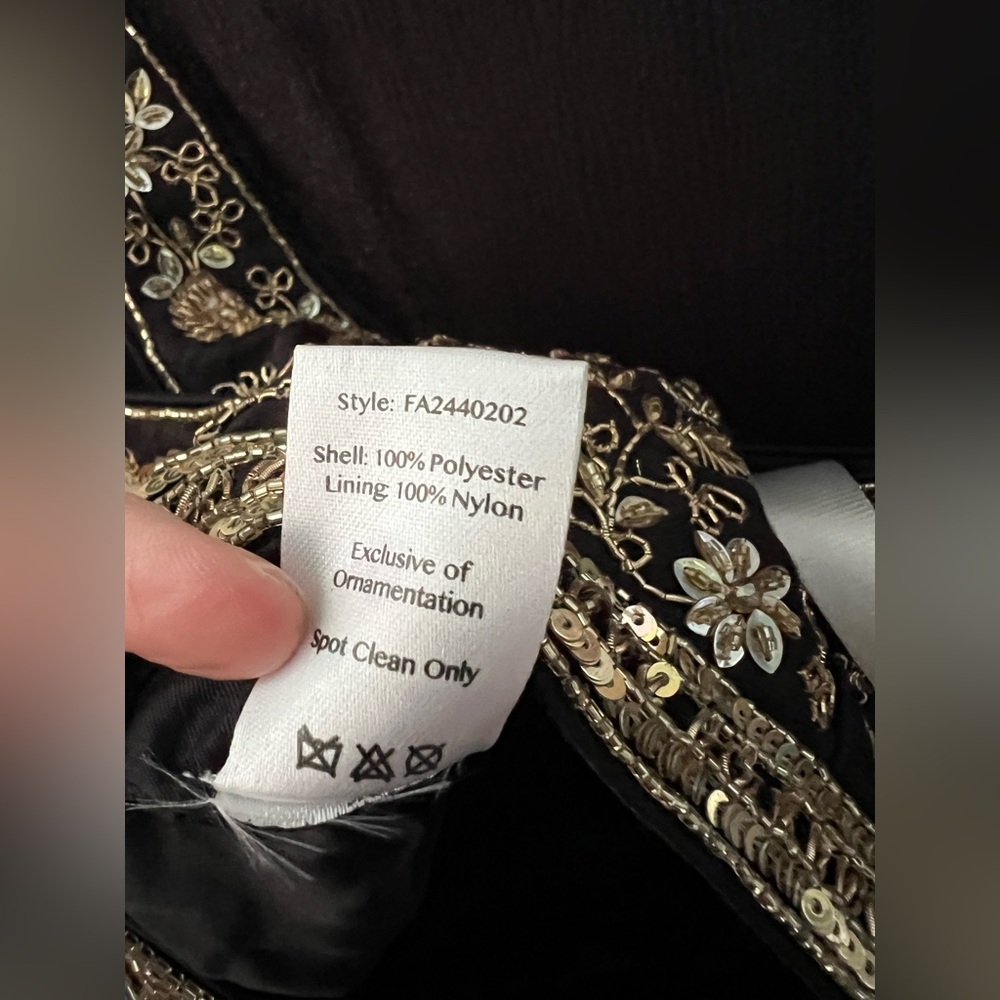 Style: FA2440202
Shell: 100% Polyester
Lining: 100% Nylon
Exclusive of
Ornamentation
Spot Clean Only